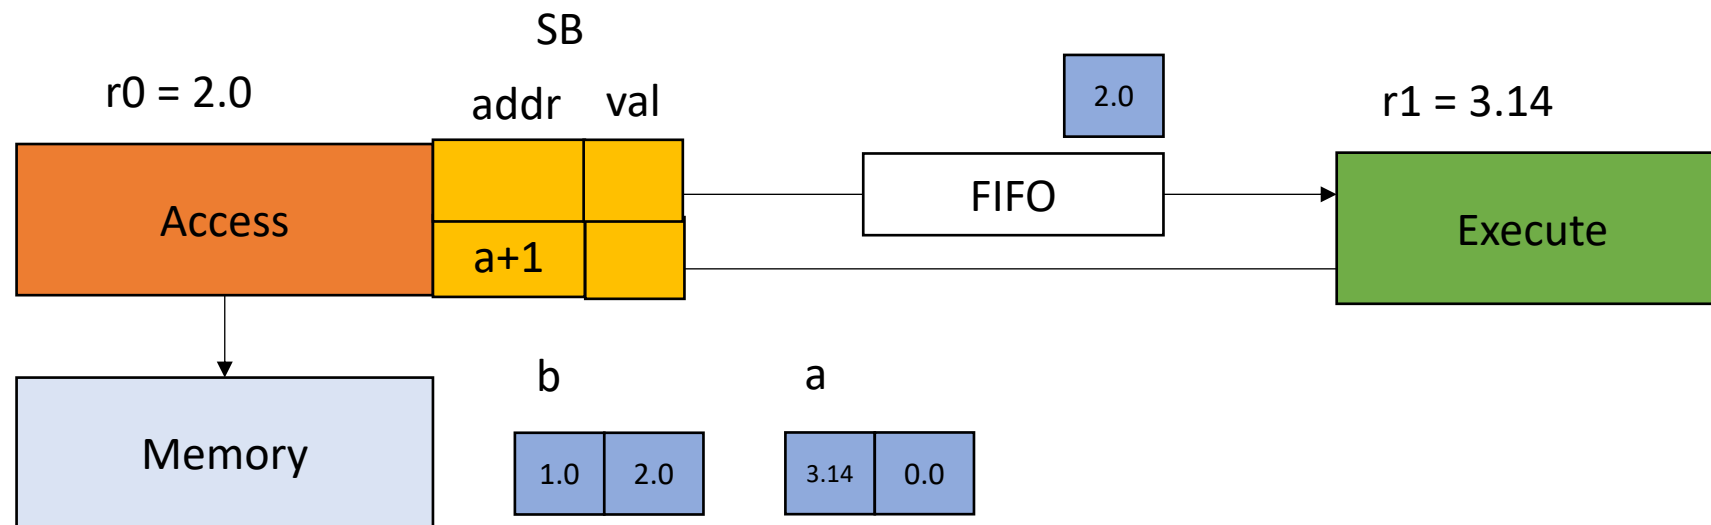 SB
r0 = 2.0
addr
val
2.0
r1 = 3.14
Access
a+1
FIFO
Execute
Memory
b
a
1.0
2.0
3.14
0.0